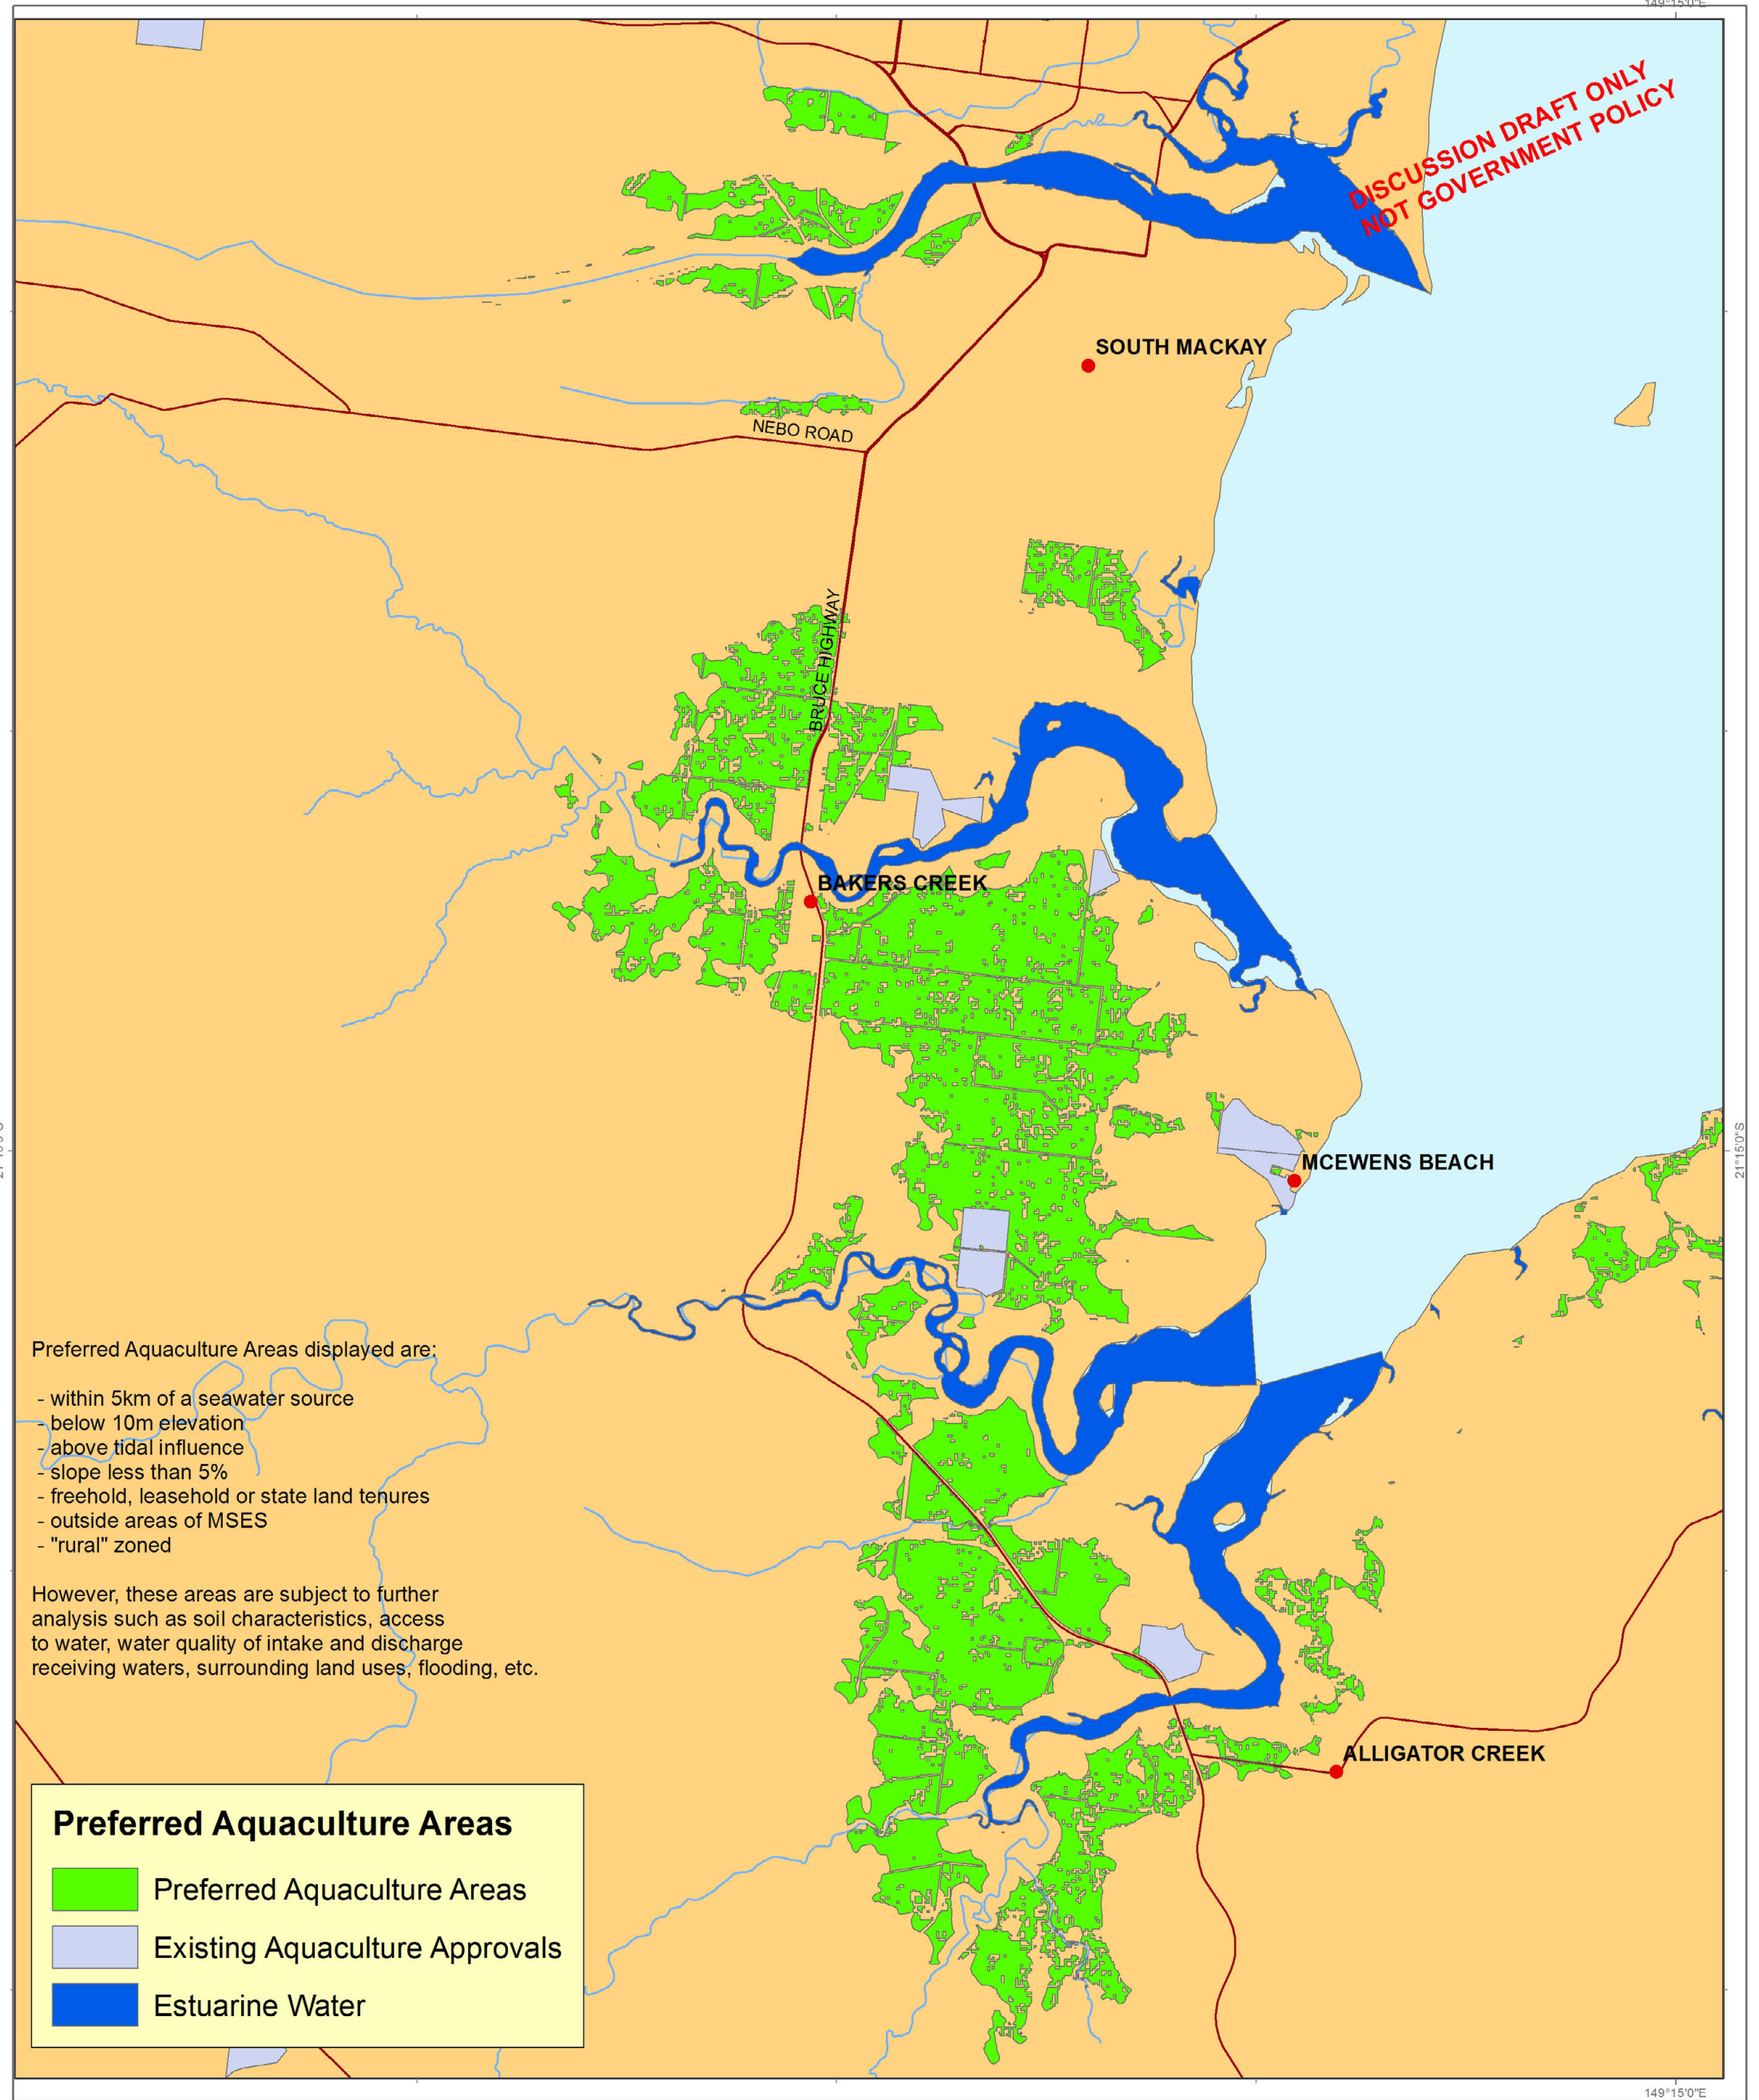 149°15'0"E
DISCUSSION DRAFT ONLY
NOT GOVERNMENT POLICY
SOUTH MACKAY
NEBO ROAD
BRUCE HIGHWAY
BAKERS CREEK
21°15'0"S
MCEWENS BEACH
Preferred Aquaculture Areas displayed are:
- within 5km of a seawater source
- below 10m elevation
- above tidal influence
- slope less than 5%
- freehold, leasehold or state land tenures
- outside areas of MSES
- "rural" zoned
However, these areas are subject to further
analysis such as soil characteristics, access
to water, water quality of intake and discharge
receiving waters, surrounding land uses, flooding, etc.
ALLIGATOR CREEK
Preferred Aquaculture Areas
Preferred Aquaculture Areas
Existing Aquaculture Approvals
Estuarine Water
149°15'0"E